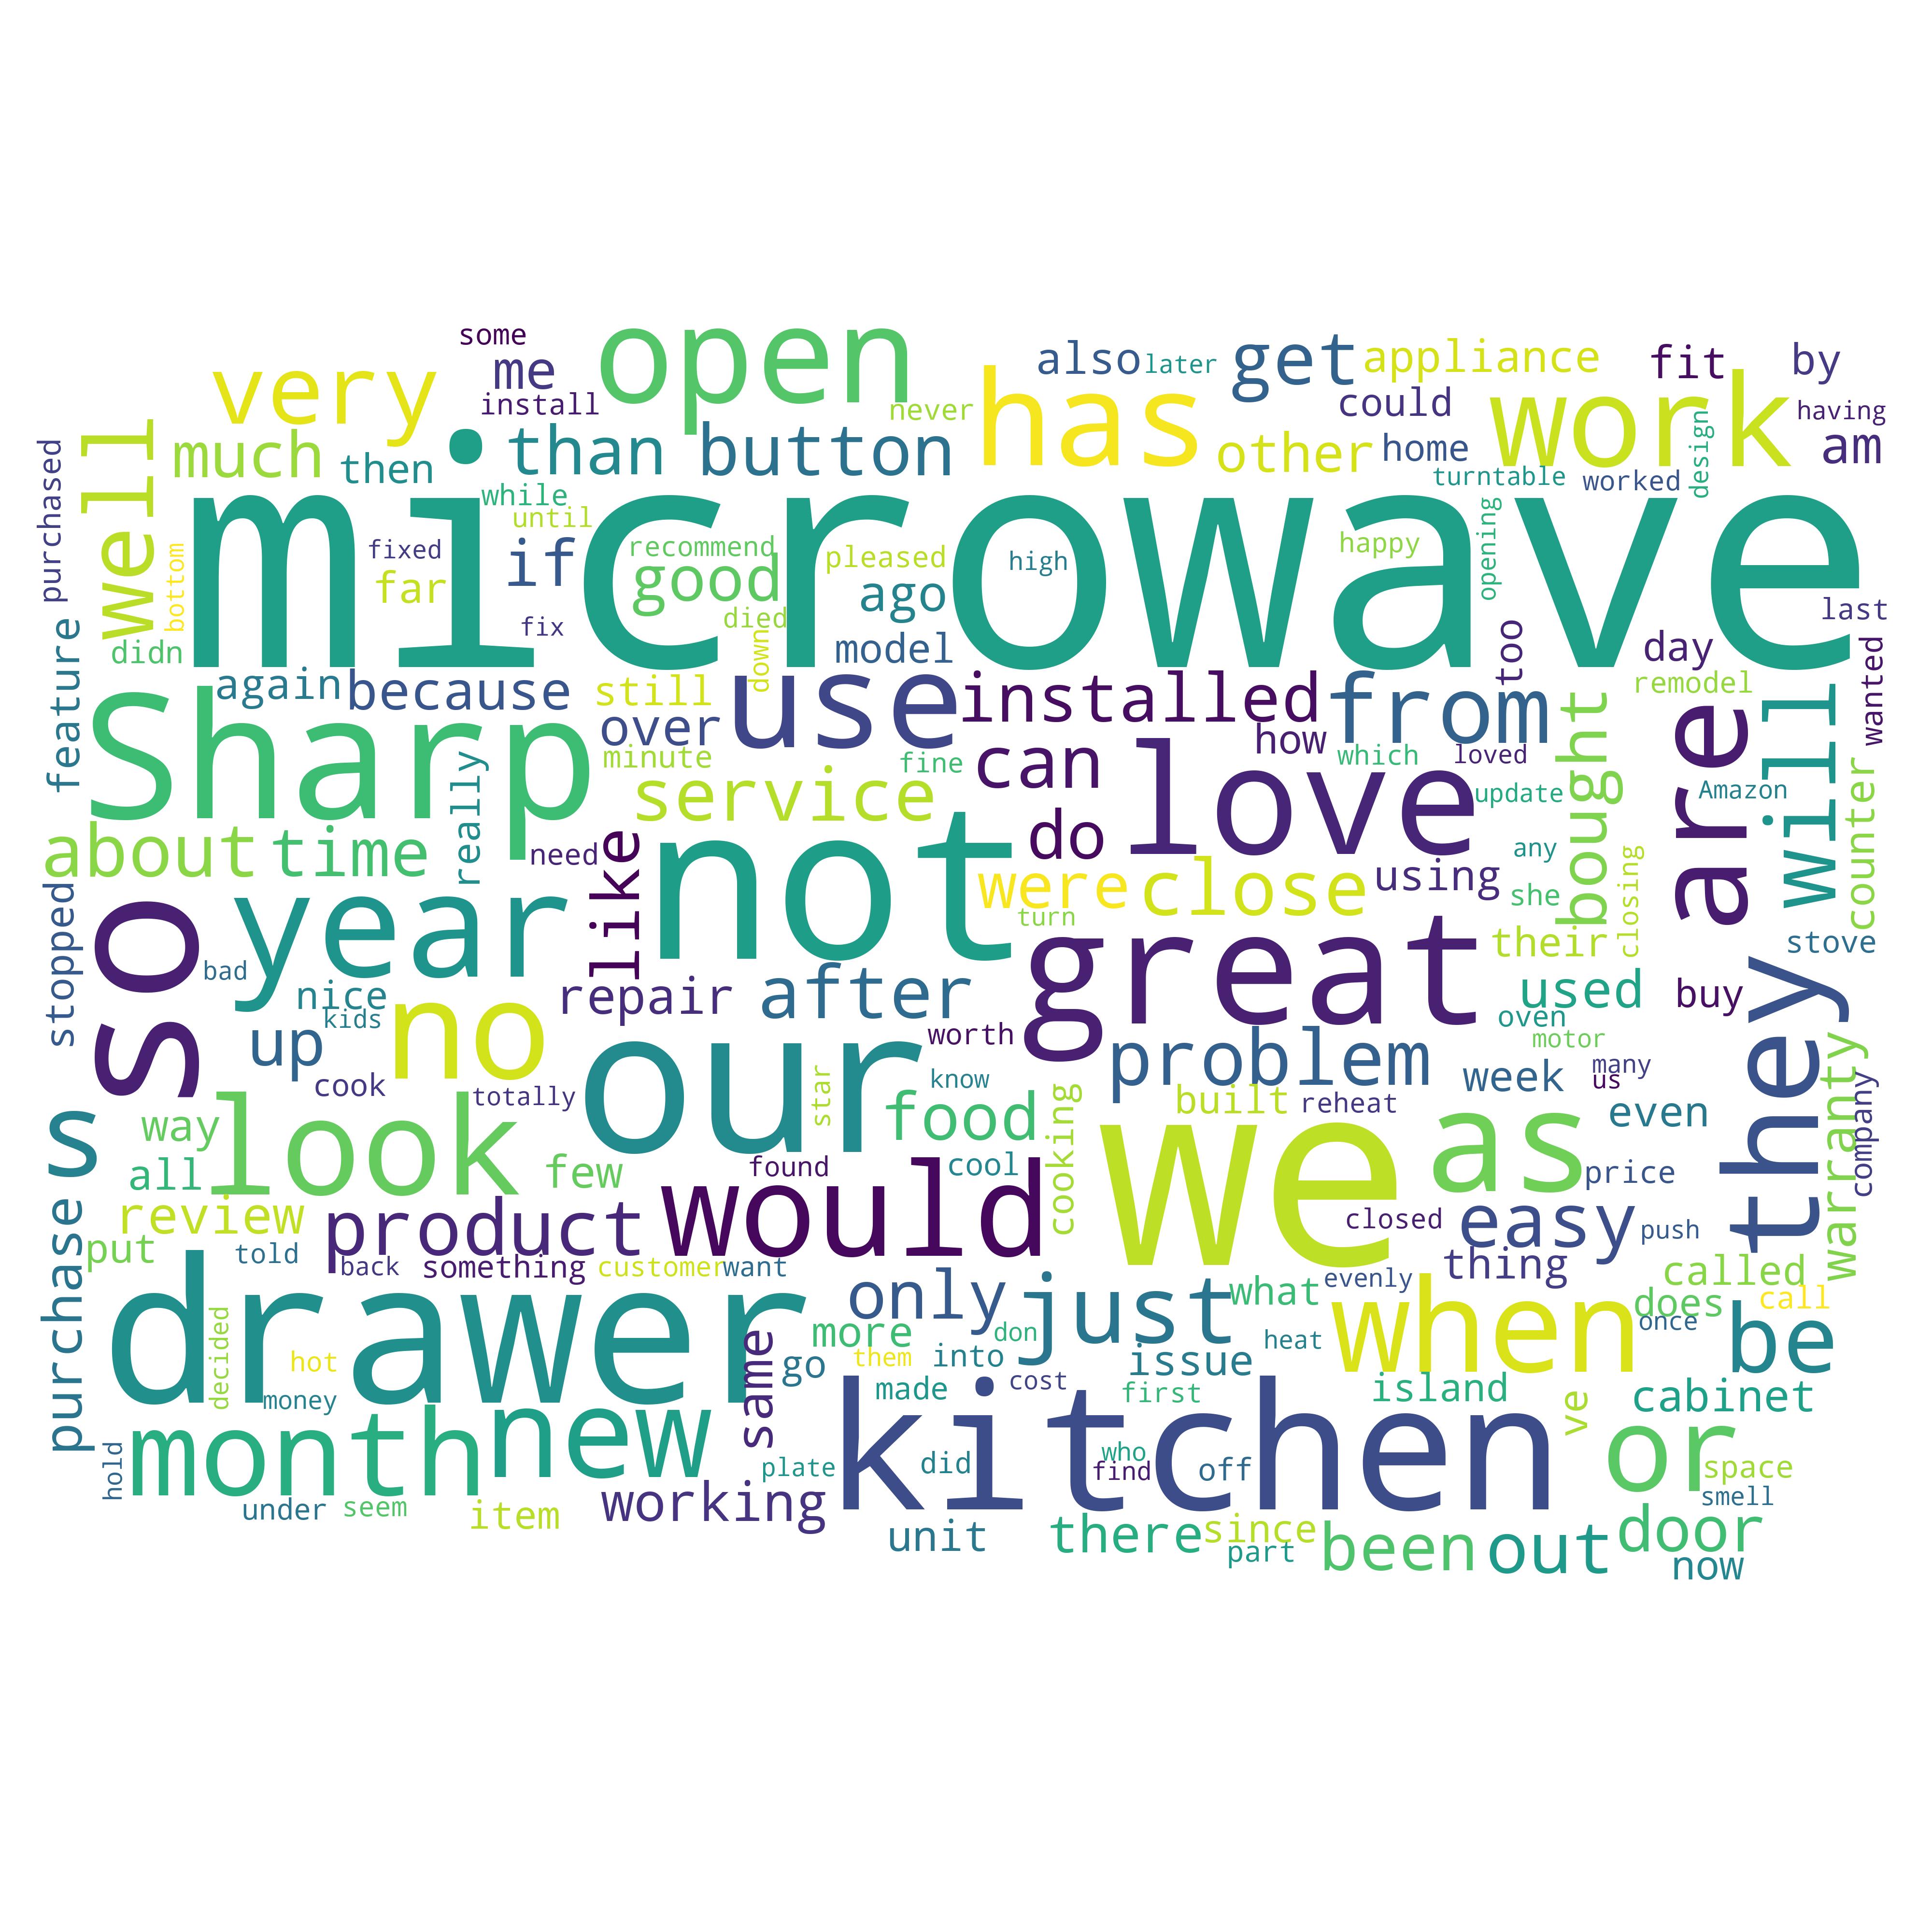 some
open
also
later
get
appliance
fit
by
very
me
install
never
has
could
work
having
well
much
then
than
button
other
home
am
design
purchased
while
turntable
worked
microwave
until
bottom
fixed
far
if
recommend
good
pleased
high
happy
opening
ago
last
fix
died
didn
feature
down
model
too
day
wanted
again
because
still
over
use
installed
from
remodel
bought
are
will
Sharp
really
minute
fine
can
how
which
loved
service
love
update
Amazon
counter
about
time
need
like
not
do
were
close
using
any
she
closing
stopped
so
year
turn
great
their
stove
bad
nice
kids
no
repair
after
used
buy
they
up
worth
oven
motor
problem
week
many
us
warranty
company
cook
totally
our
star
know
food
cooking
built
reheat
even
s
way
look
we
as
all
few
found
cool
price
purchase
review
product
would
closed
easy
push
put
told
back
something
customer
want
thing
evenly
called
drawer
decided
only
just
what
when
does
call
once
be
same
more
don
hot
go
them
into
issue
heat
money
made
cost
first
island
ve
cabinet
hold
month
new
kitchen
or
plate
did
who
find
off
space
smell
under
seem
item
working
unit
there
since
part
been
out
door
now